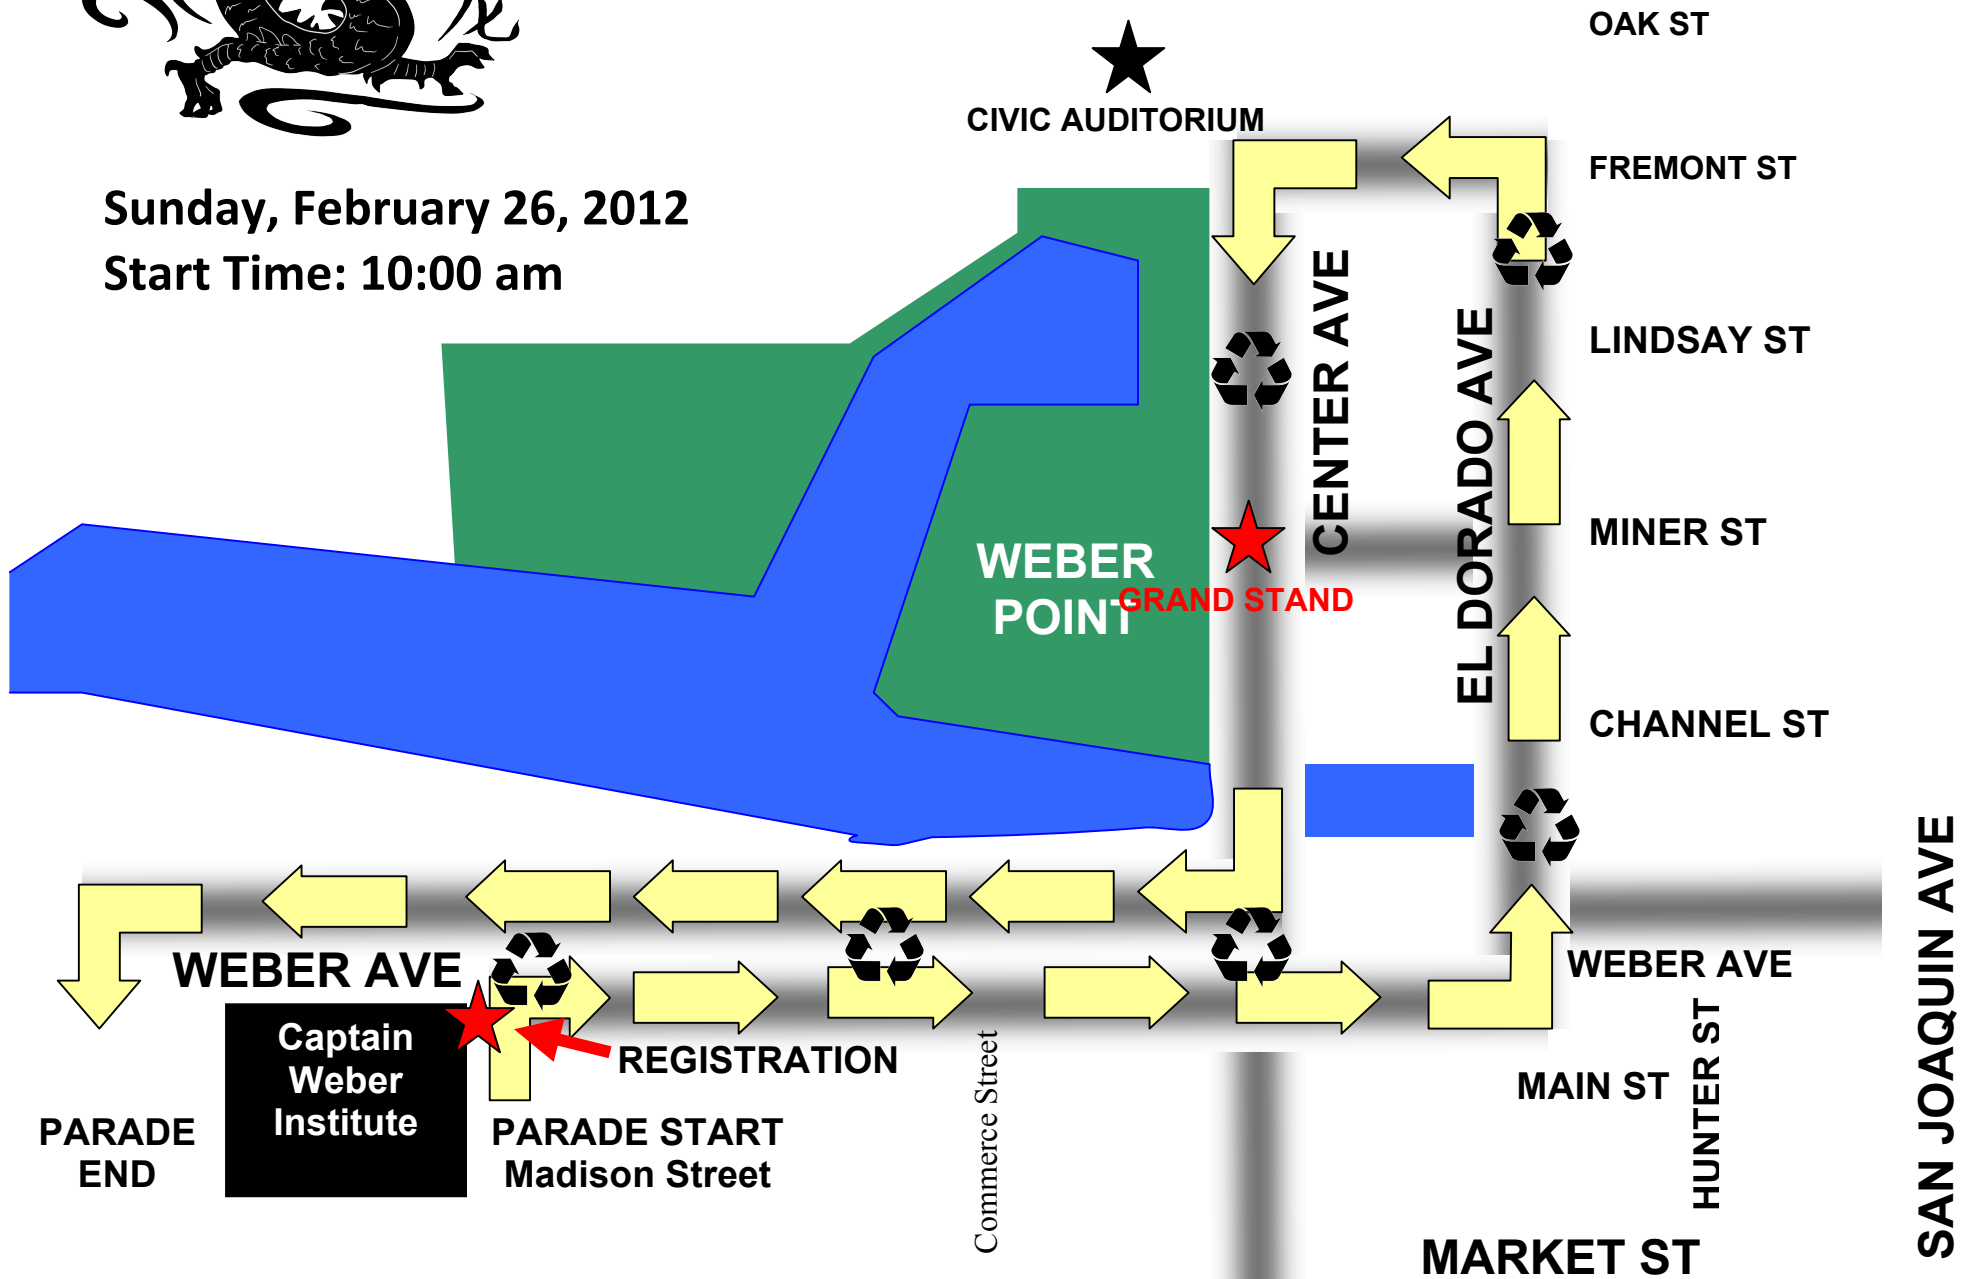 OAK ST
CIVIC AUDITORIUM
FREMONT ST
Sunday, February 26, 2012
Start Time: 10:00 am
CENTER AVE
EL DORADO AVE
LINDSAY ST
MINER ST
WEBER
POINT
GRAND STAND
CHANNEL ST
SAN JOAQUIN AVE
WEBER AVE
WEBER AVE
Captain
Weber
Institute
REGISTRATION
Commerce Street
MAIN ST
HUNTER ST
PARADE
END
PARADE START
Madison Street
MARKET ST